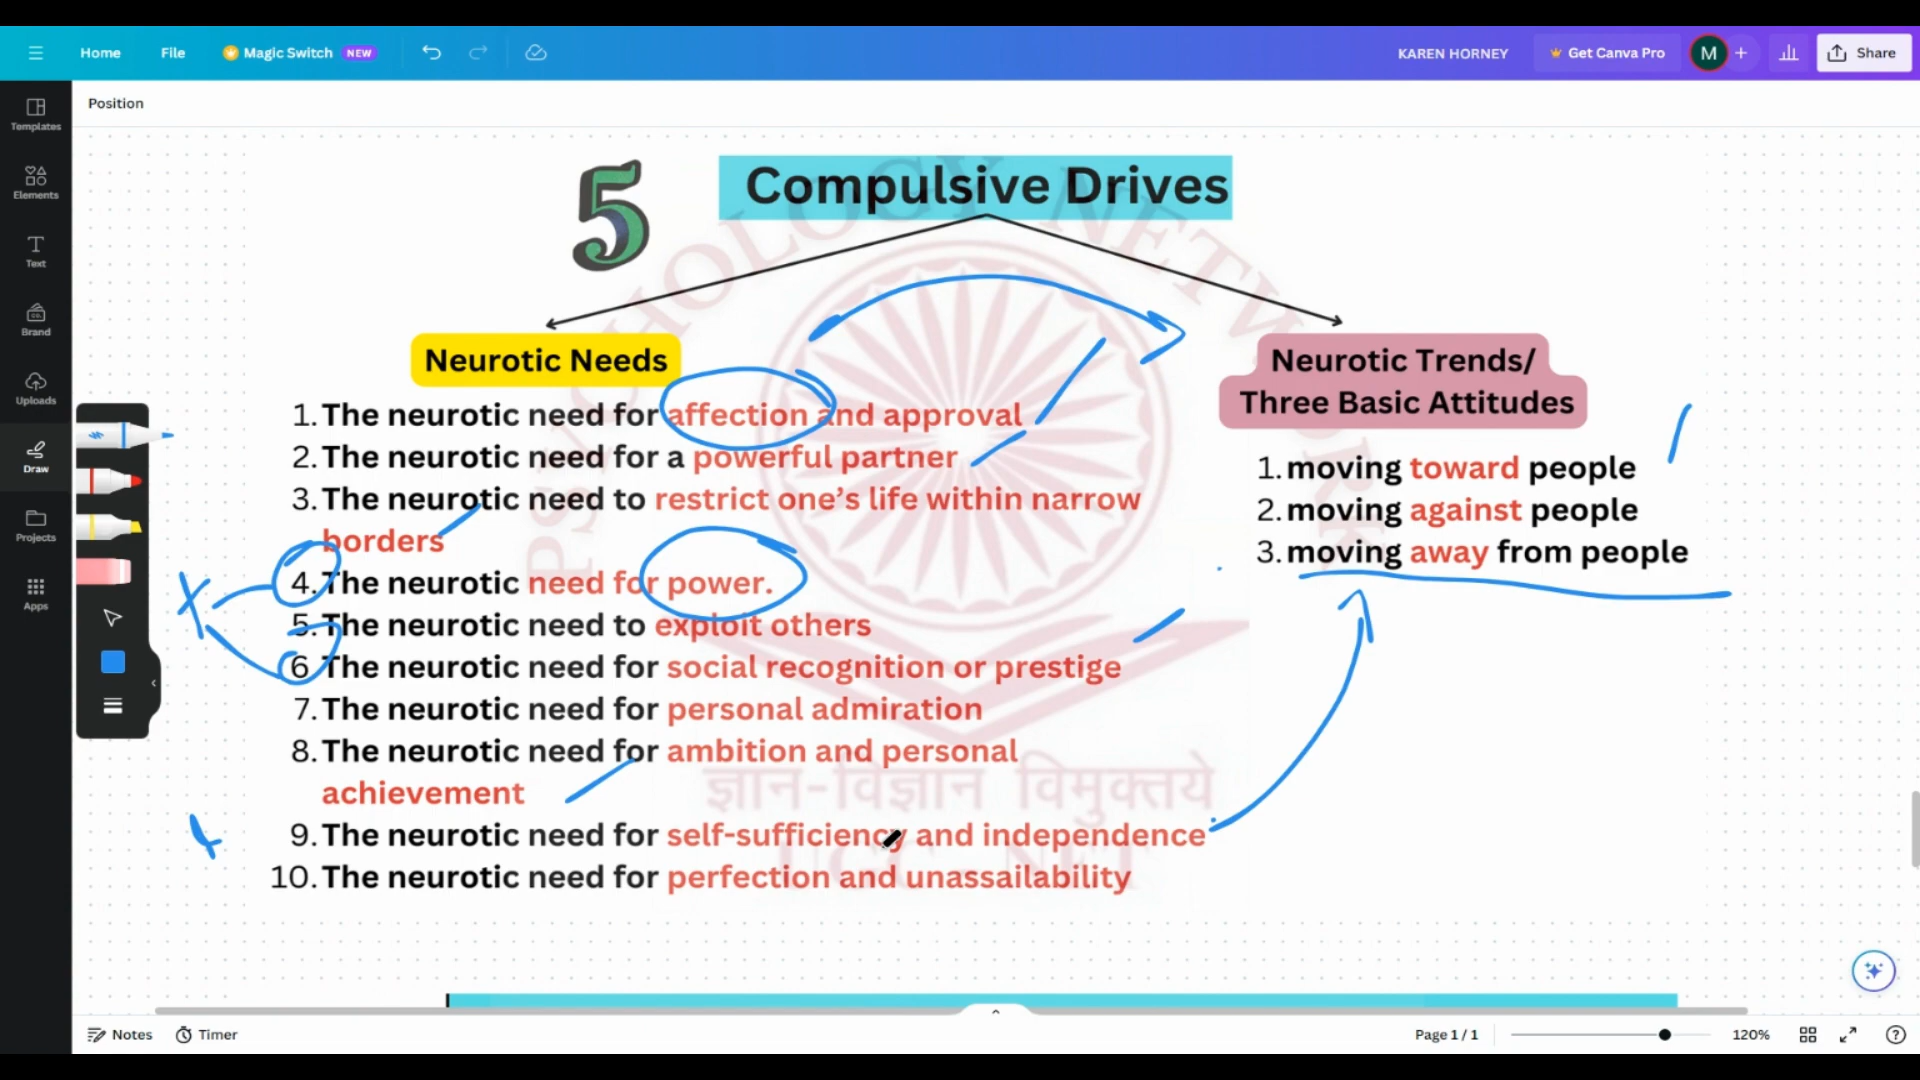 Home File Magic Switch NEW KAREN HORNEY Get Canva Pro M + Share
Position
Templates
Elements
Text
Brand
Uploads
Draw
Projects
Apps
5 Compulsive Drives
Neurotic Needs
1. The neurotic need for affection and approval
2. The neurotic need for a powerful partner
3. The neurotic need to restrict one's life within narrow
borders
4. The neurotic need for power.
5. The neurotic need to exploit others
6 The neurotic need for social recognition or prestige
7. The neurotic need for personal admiration
8. The neurotic need for ambition and personal
achievement
9. The neurotic need for self-sufficiency and independence
10. The neurotic need for perfection and unassailability
Neurotic Trends/
Three Basic Attitudes
1. moving toward people
2. moving against people
3. moving away from people
PSYCHOLOGY NETWORK
ज्ञान-विज्ञान विमुक्तये
UGC NET
Notes Timer Page 1 / 1 120%